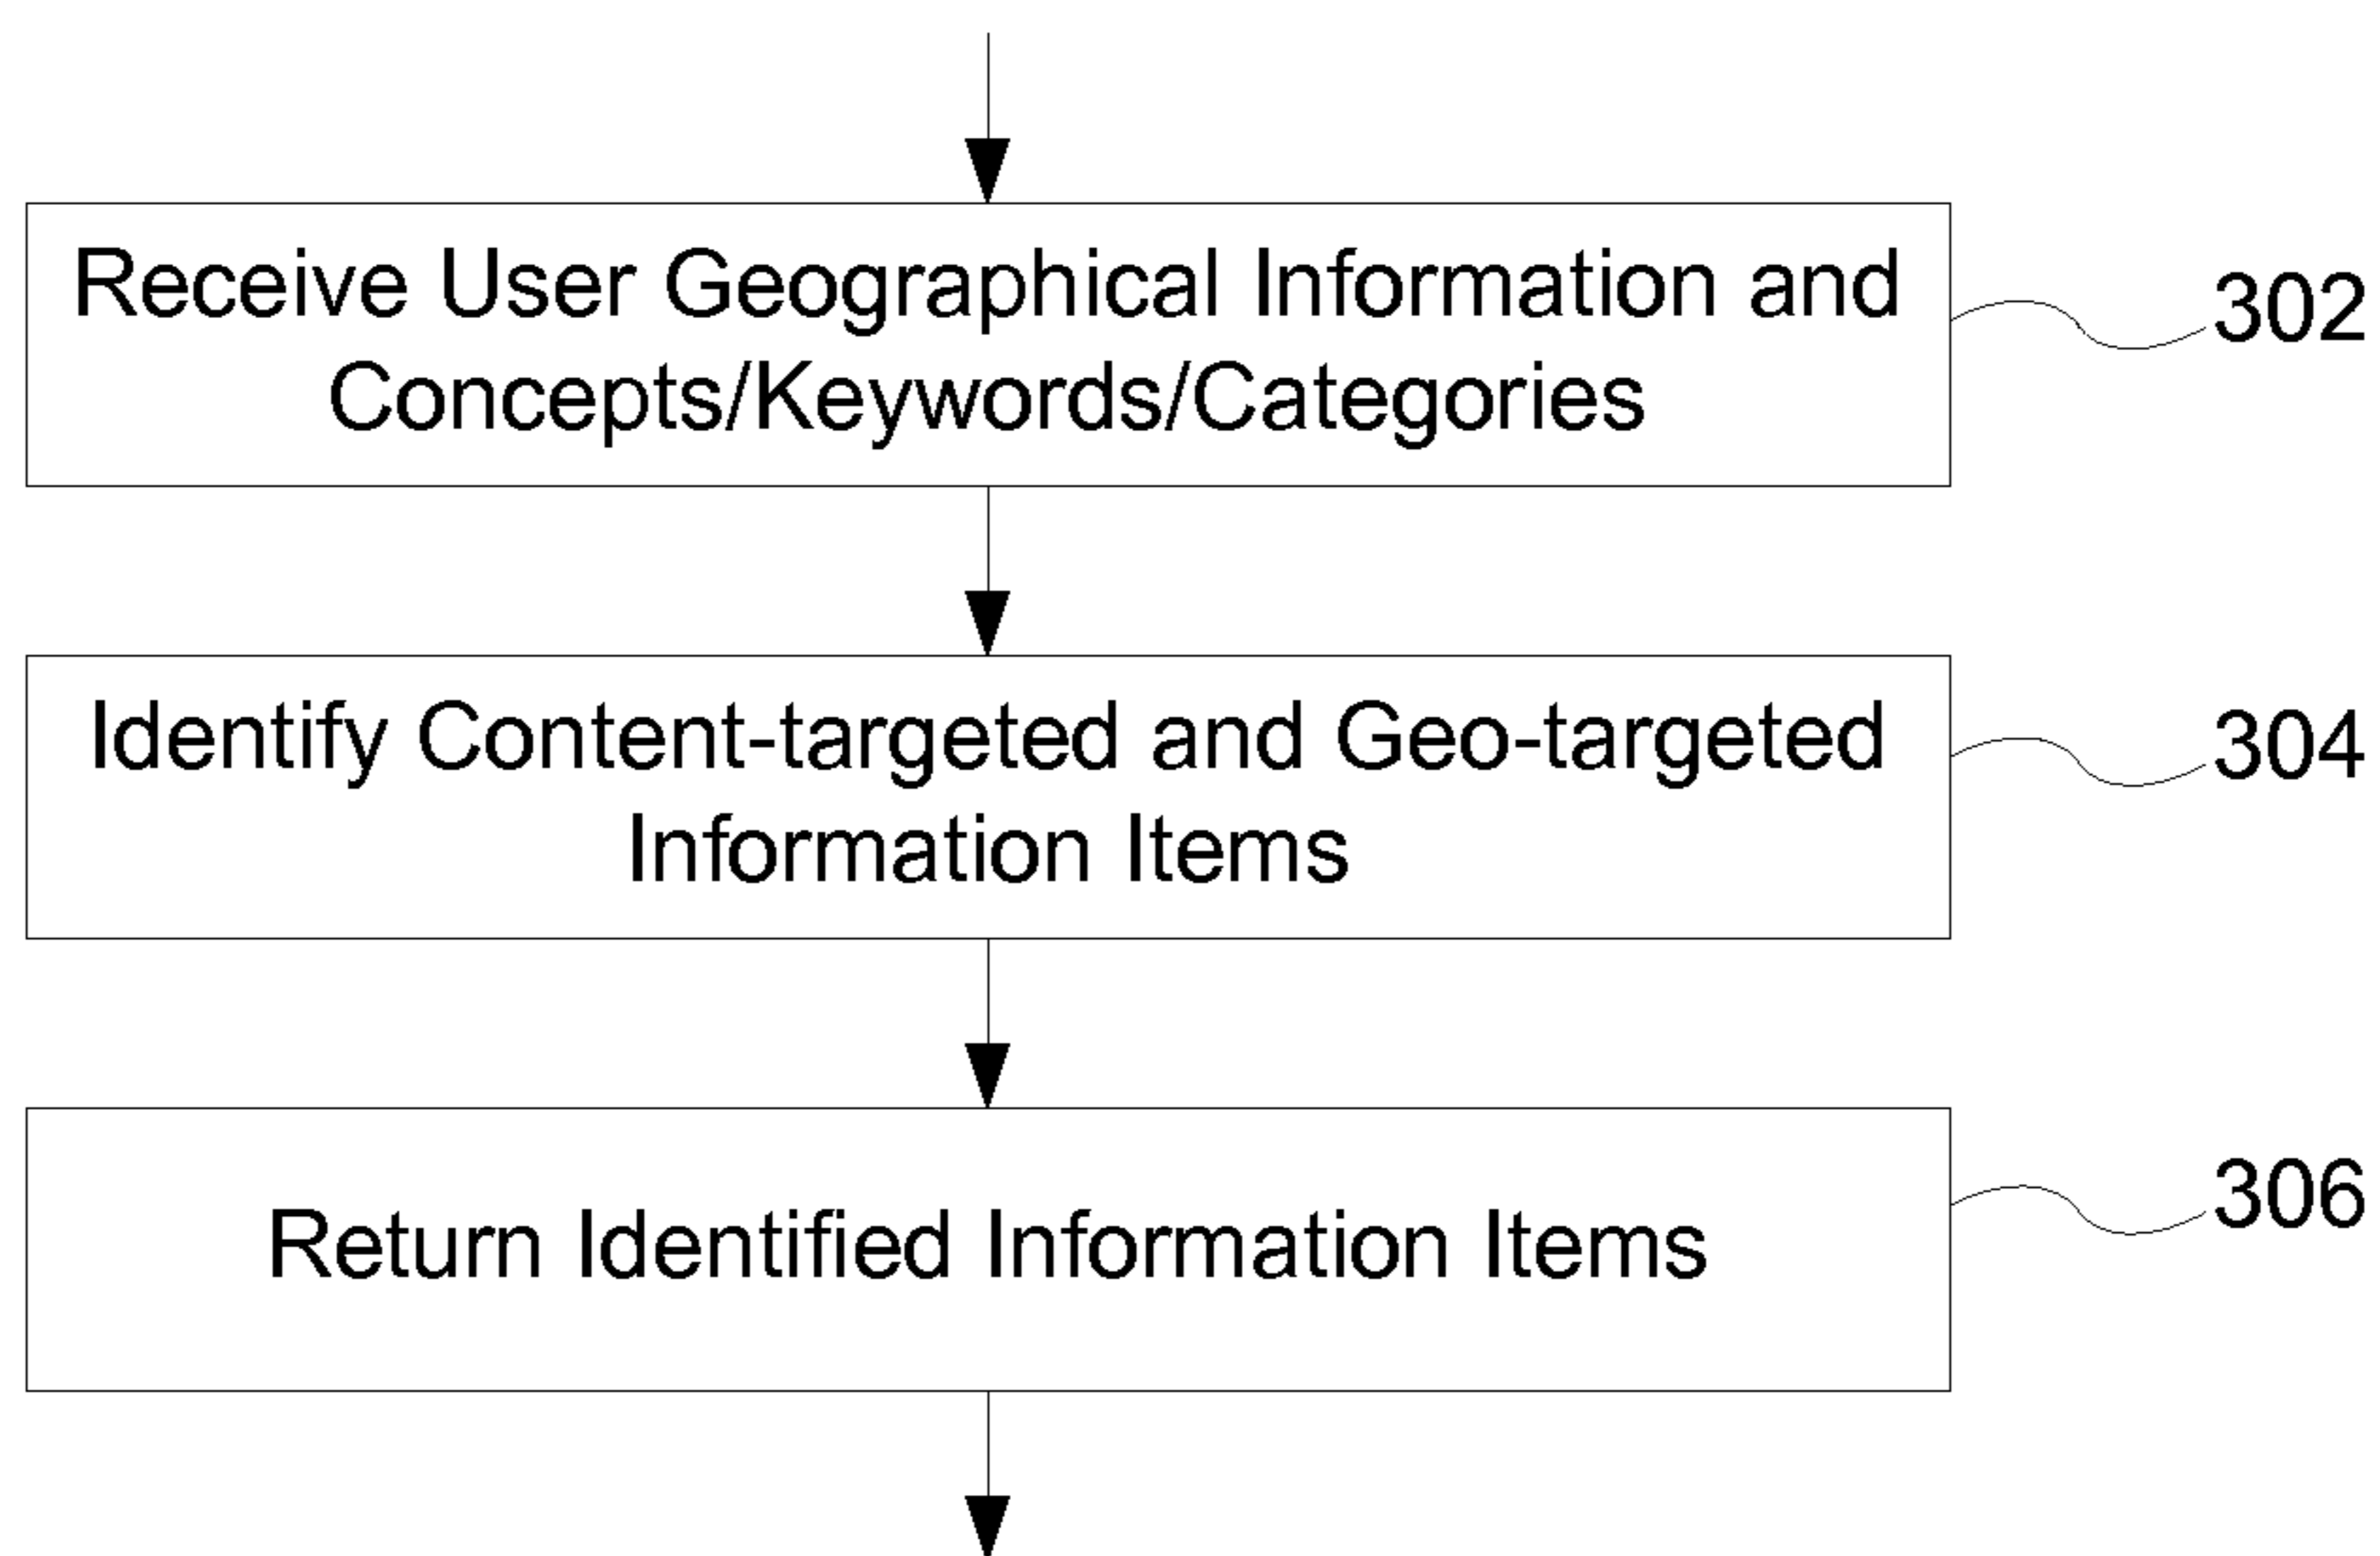 Receive User Geographical Information and
Concepts/Keywords/Categories
302
Identify Content-targeted and Geo-targeted
Information Items
304
Return Identified Information Items
306